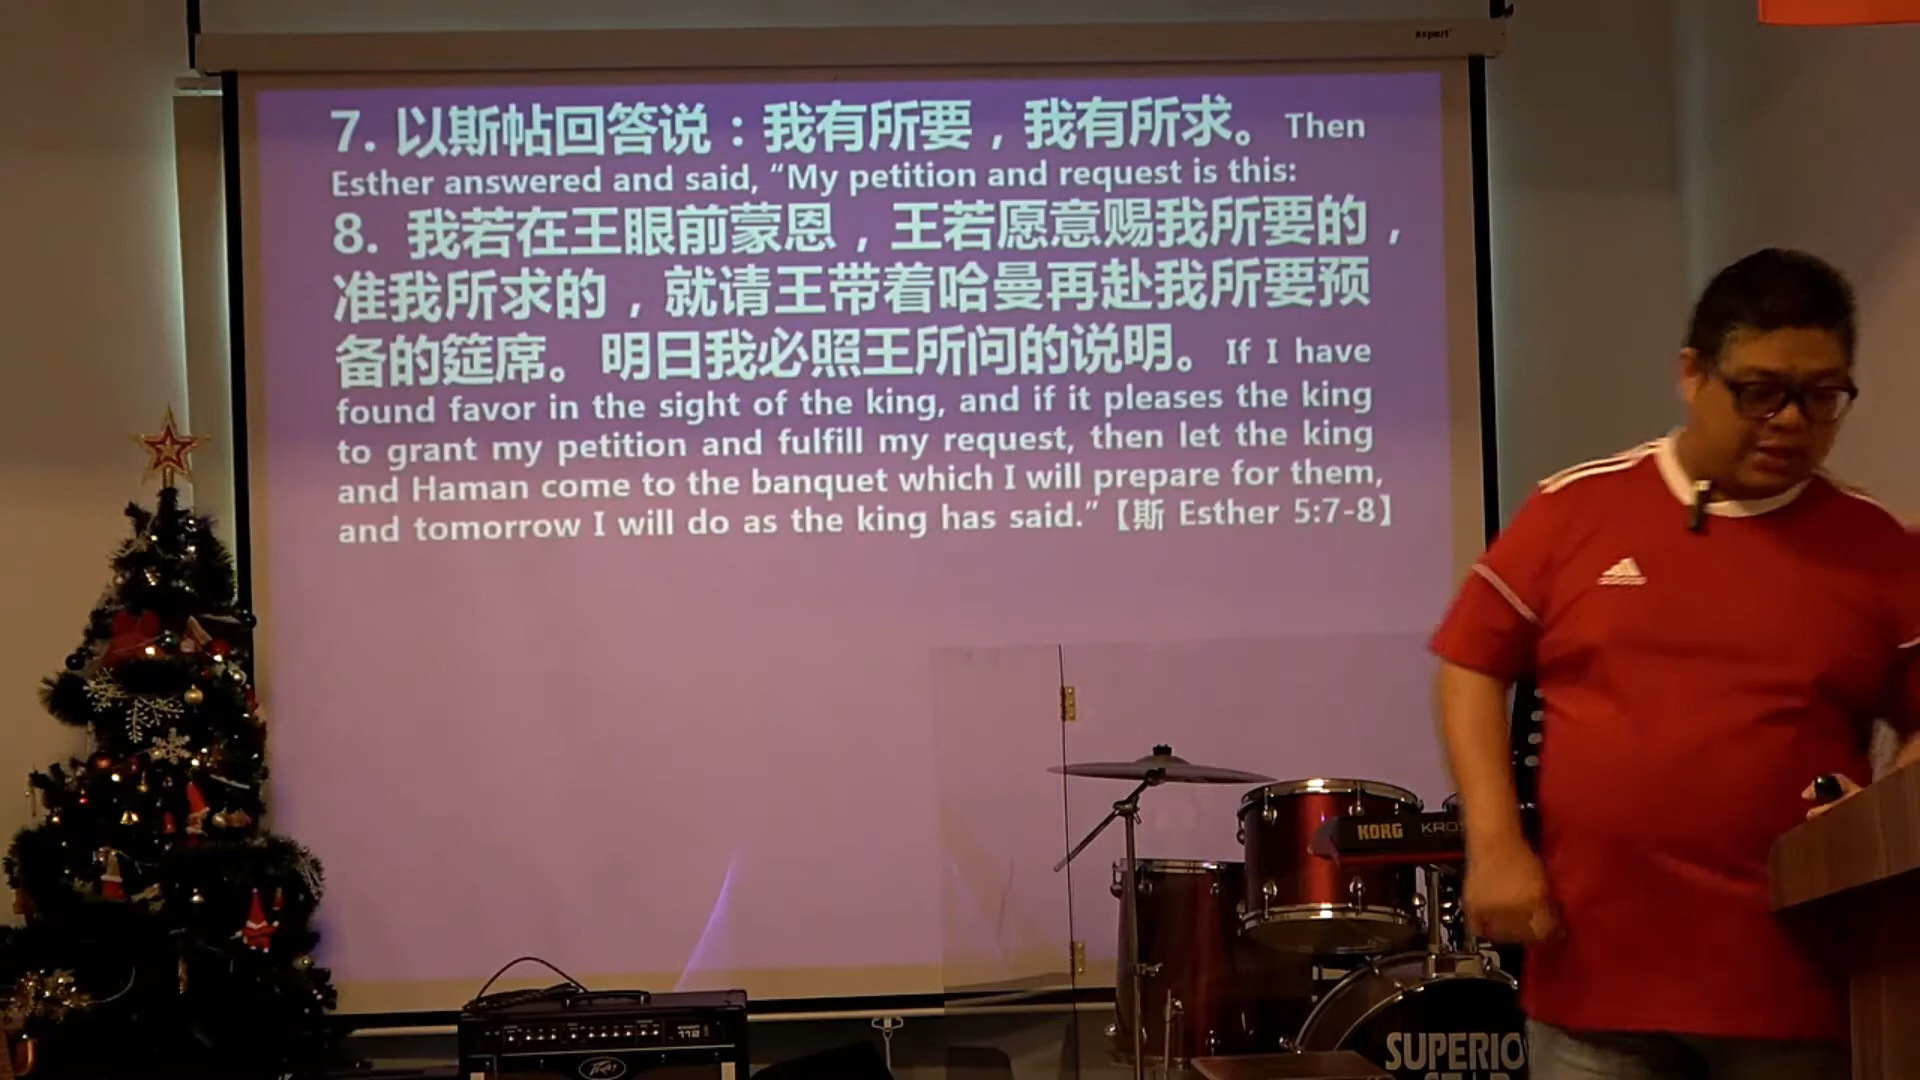 expert
7. 以斯帖回答说：我有所要，我有所求。Then
Esther answered and said, “My petition and request is this:
8. 我若在王眼前蒙恩，王若愿意赐我所要的，
准我所求的，就请王带着哈曼再赴我所要预
备的筵席。明日我必照王所问的说明。If I have
found favor in the sight of the king, and if it pleases the king
to grant my petition and fulfill my request, then let the king
and Haman come to the banquet which I will prepare for them,
and tomorrow I will do as the king has said.”【斯 Esther 5:7-8】
adidas
KORG KROS
112
Peavey
SUPERIO
STAR